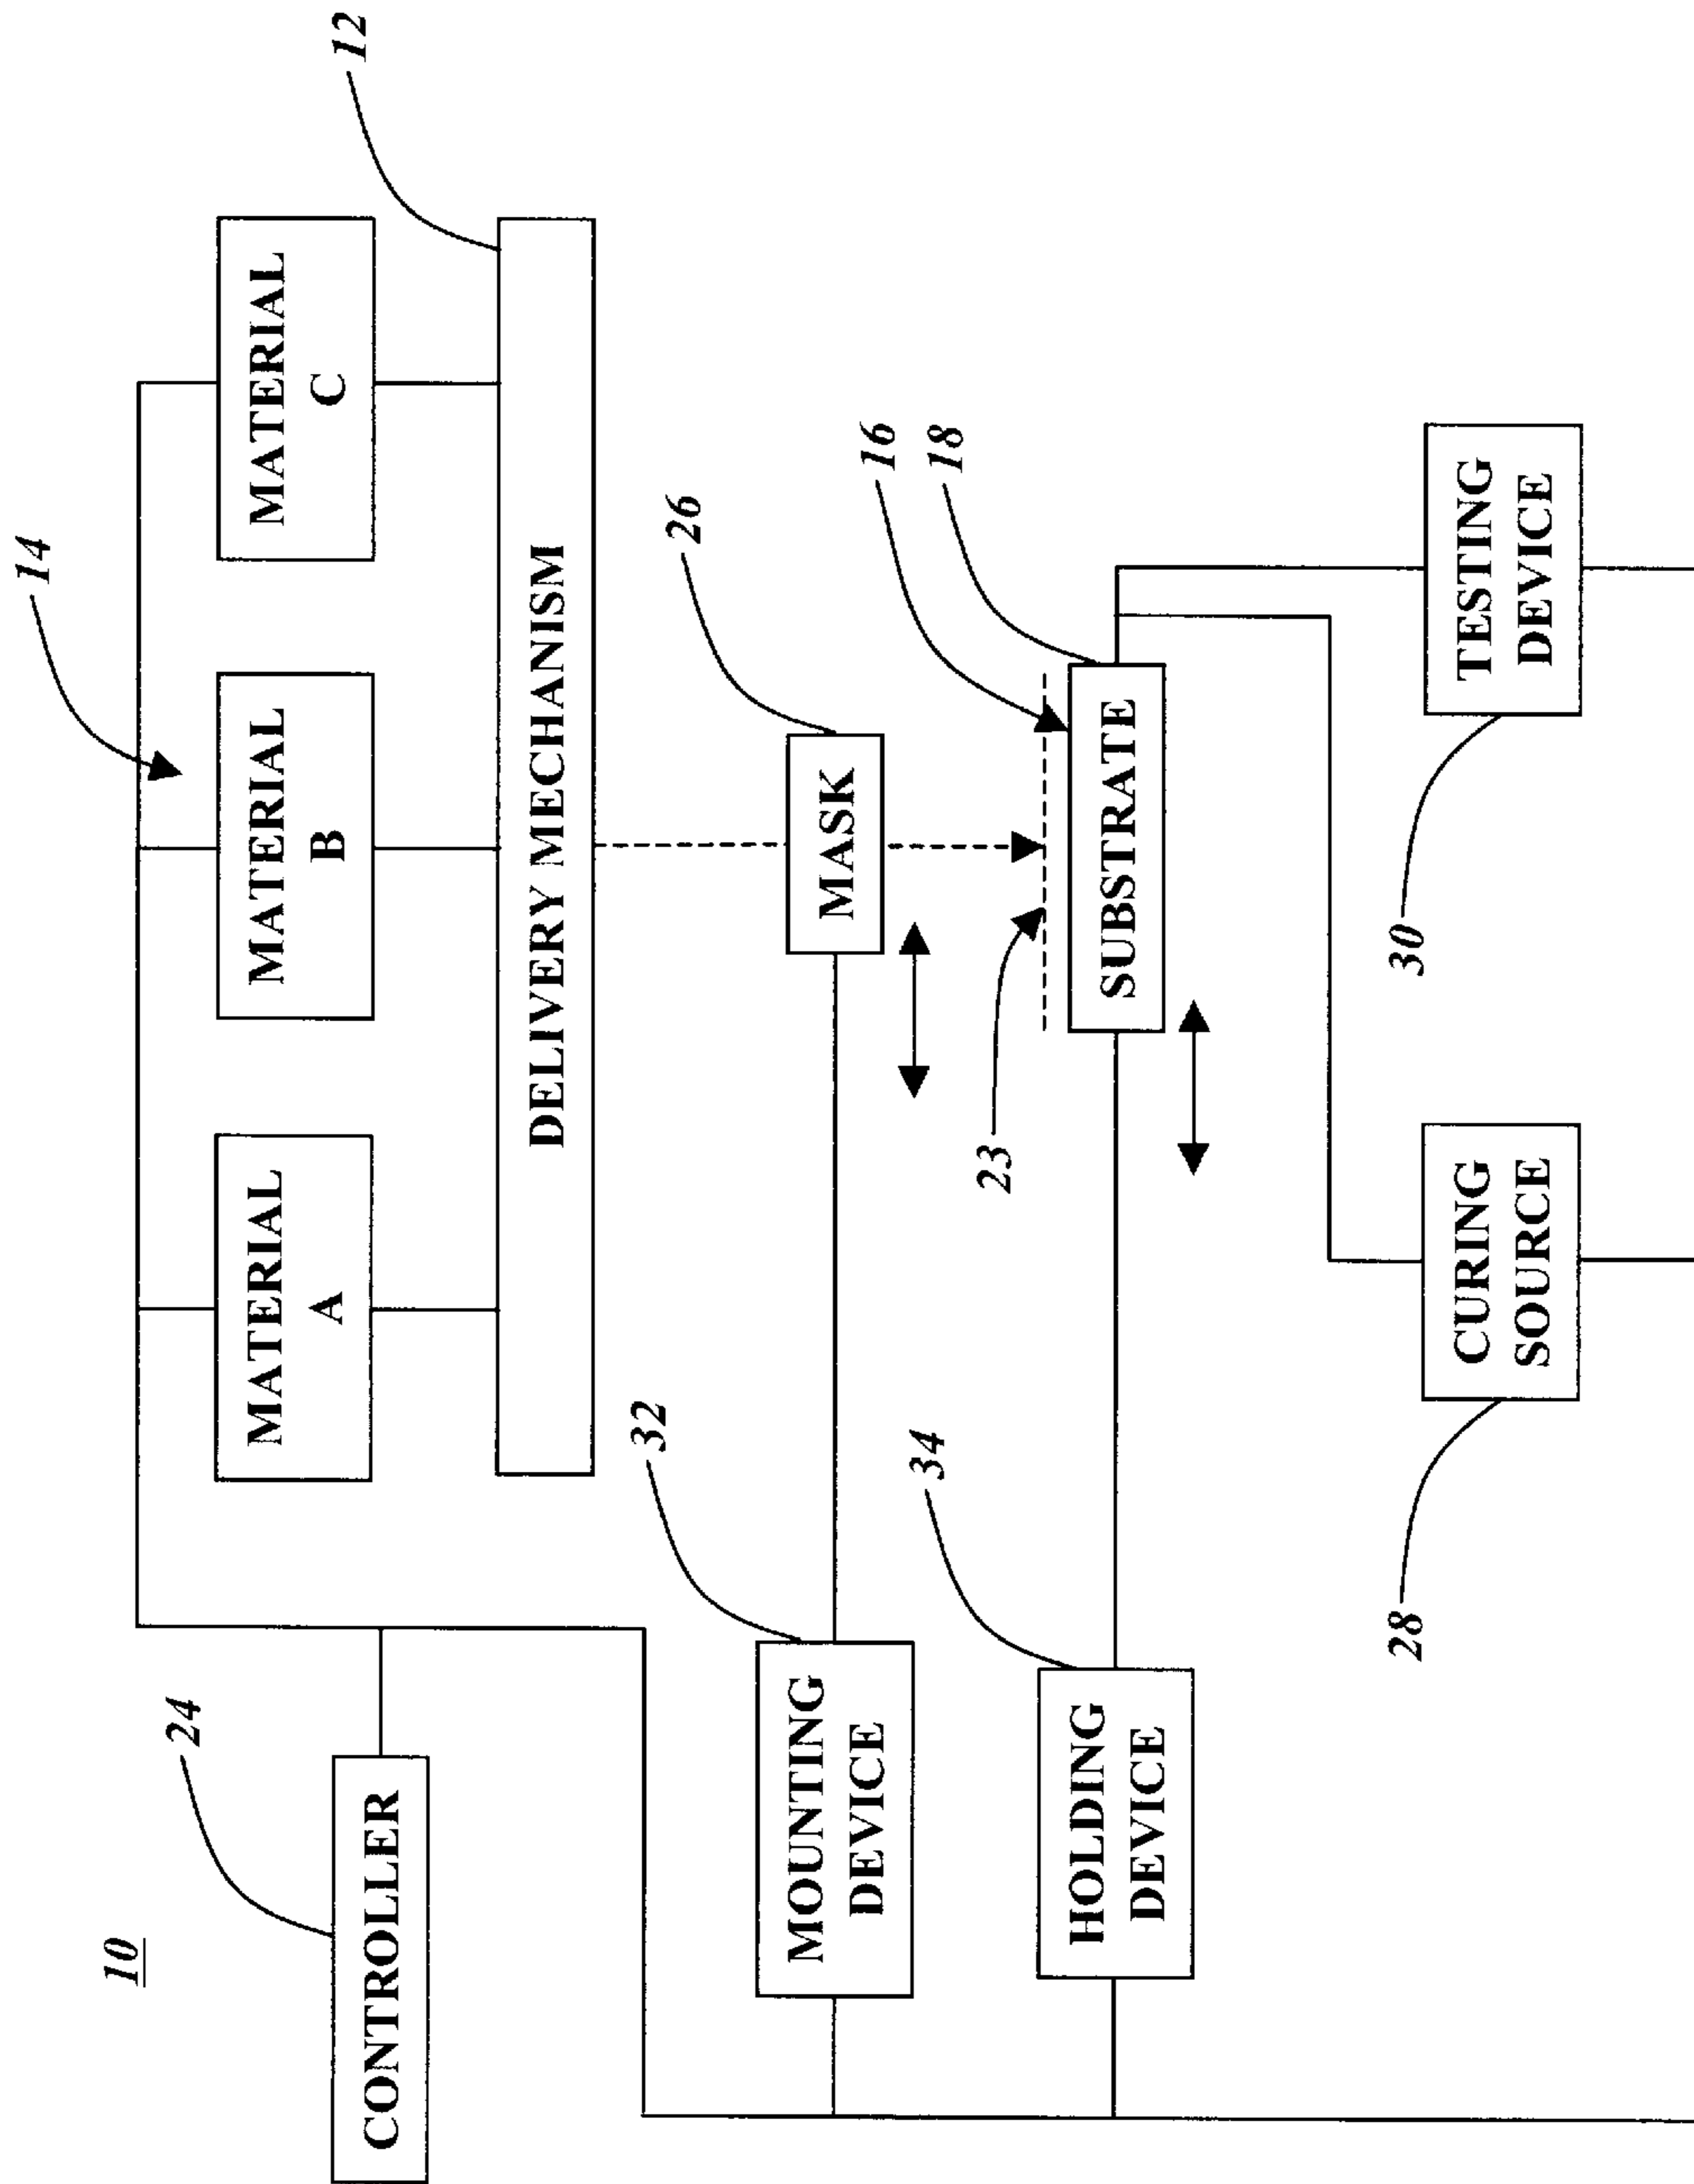 10
24
CONTROLLER
14
12
MATERIAL
A
MATERIAL
B
MATERIAL
C
DELIVERY MECHANISM
32
MOUNTING
DEVICE
26
MASK
34
HOLDING
DEVICE
23
16
18
SUBSTRATE
28
CURING
SOURCE
30
TESTING
DEVICE